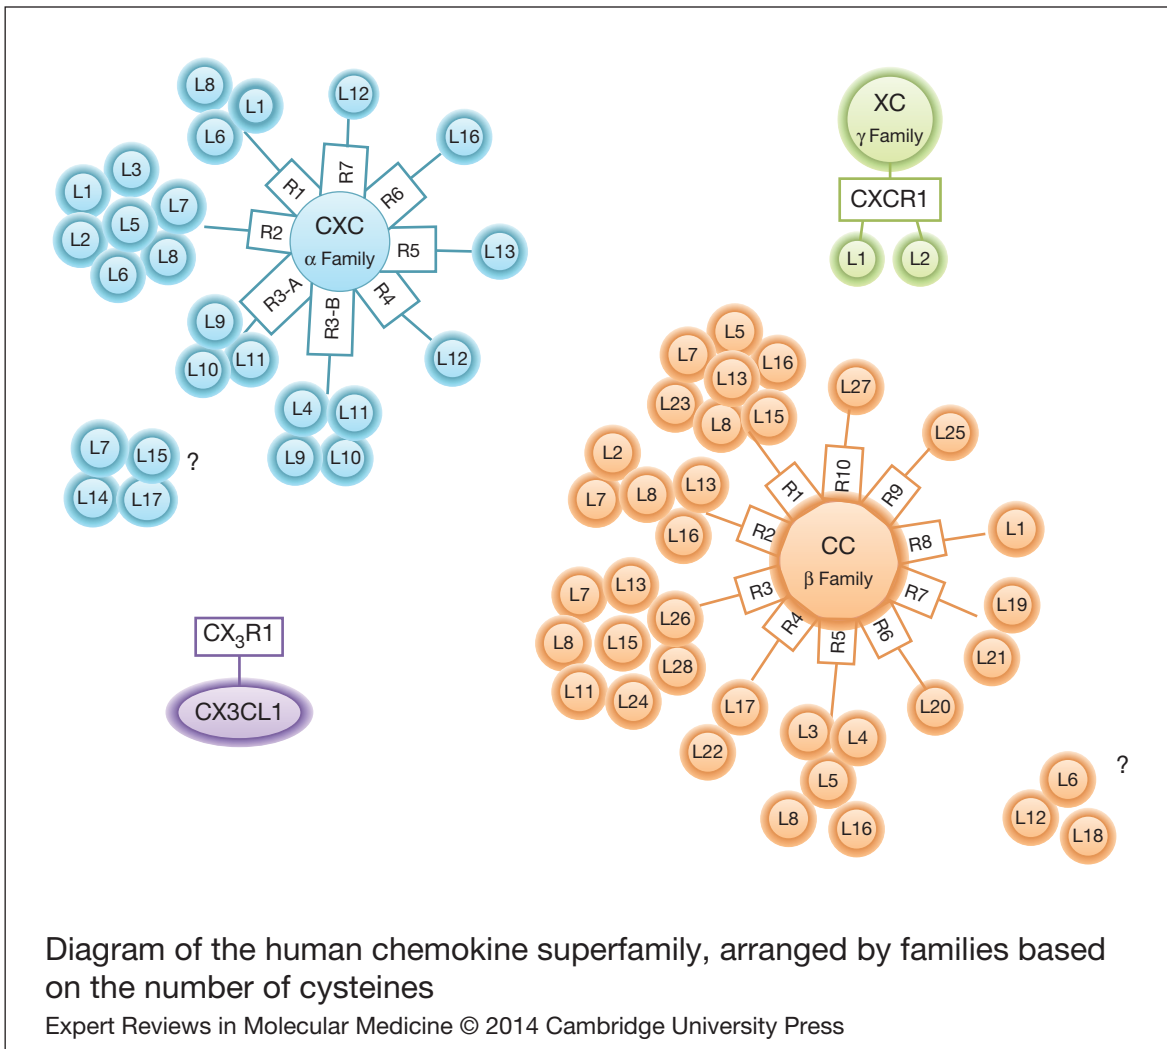 L8
L1
L6
L12
L16
R1
R7
R6
L3
L1
L7
L5
L2
L8
L6
R2
CXC
α Family
R5
L13
R3-A
R3-B
R4
L9
L10
L11
L12
L4
L11
L9
L10
L7
L15
?
L14
L17
XC
γ Family
CXCR1
L1
L2
CX3R1
CX3CL1
L5
L7
L16
L13
L23
L8
L15
L27
L25
L2
L13
L8
L7
L16
R1
R10
R9
R2
CC
β Family
R8
L1
R3
R7
R4
R5
R6
L7
L13
L26
L8
L15
L28
L11
L24
L19
L21
L17
L22
L20
L3
L4
L5
L8
L16
?
L6
L12
L18
Diagram of the human chemokine superfamily, arranged by families based
on the number of cysteines
Expert Reviews in Molecular Medicine © 2014 Cambridge University Press